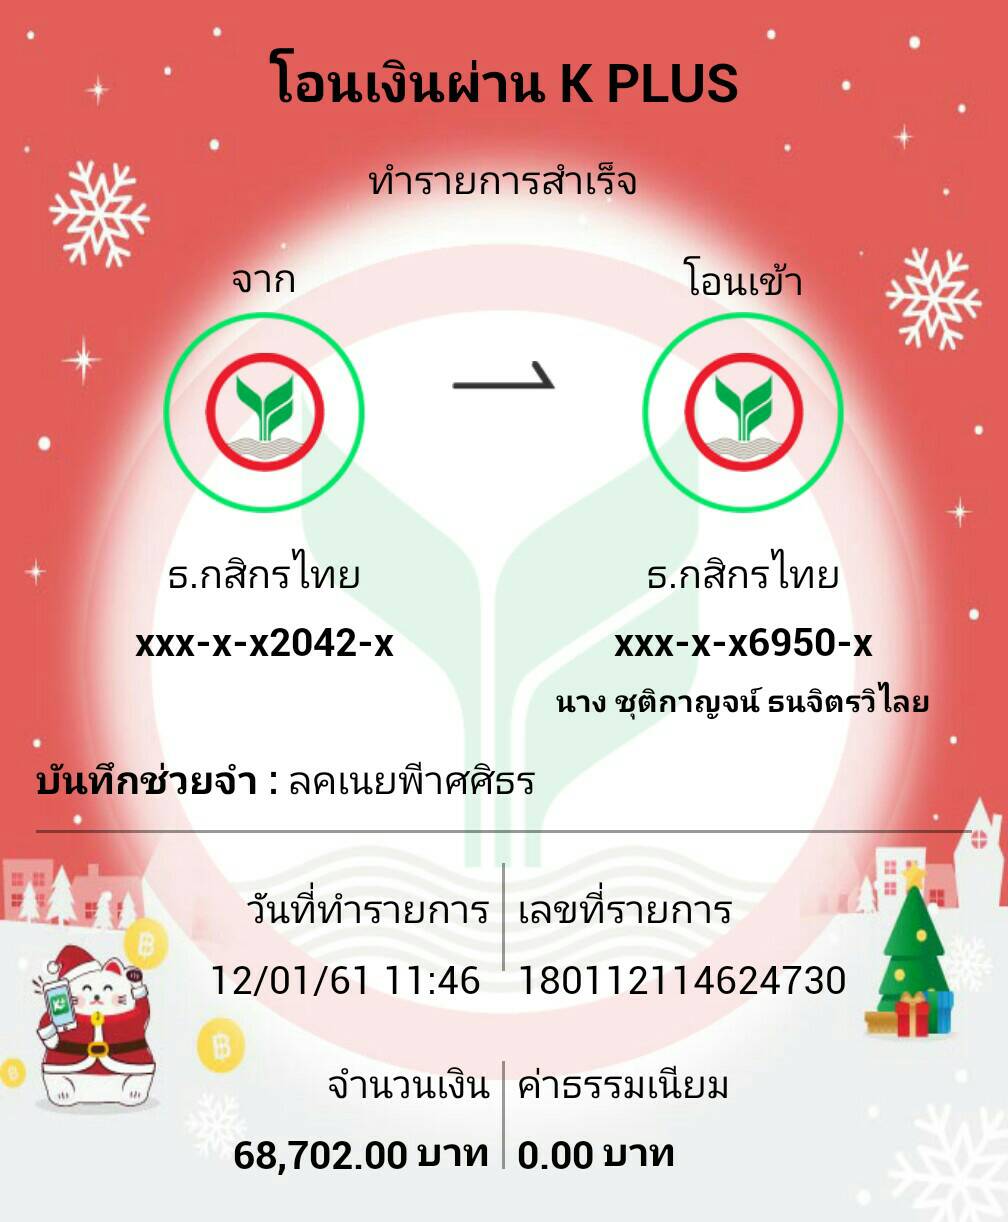 โอนเงินผ่าน K PLUS
ทำรายการสำเร็จ
จาก
โอนเข้า
ธ.กสิกรไทย
ธ.กสิกรไทย
xxx-x-x2042-x
xxx-x-x6950-x
นาง ชุติกาญจน์ ธนจิตรวิไลย
บันทึกช่วยจำ : ลคเนยพีาศศิธร
วันที่ทำรายการ
เลขที่รายการ
12/01/61 11:46
180112114624730
จำนวนเงิน
ค่าธรรมเนียม
68,702.00 บาท
0.00 บาท